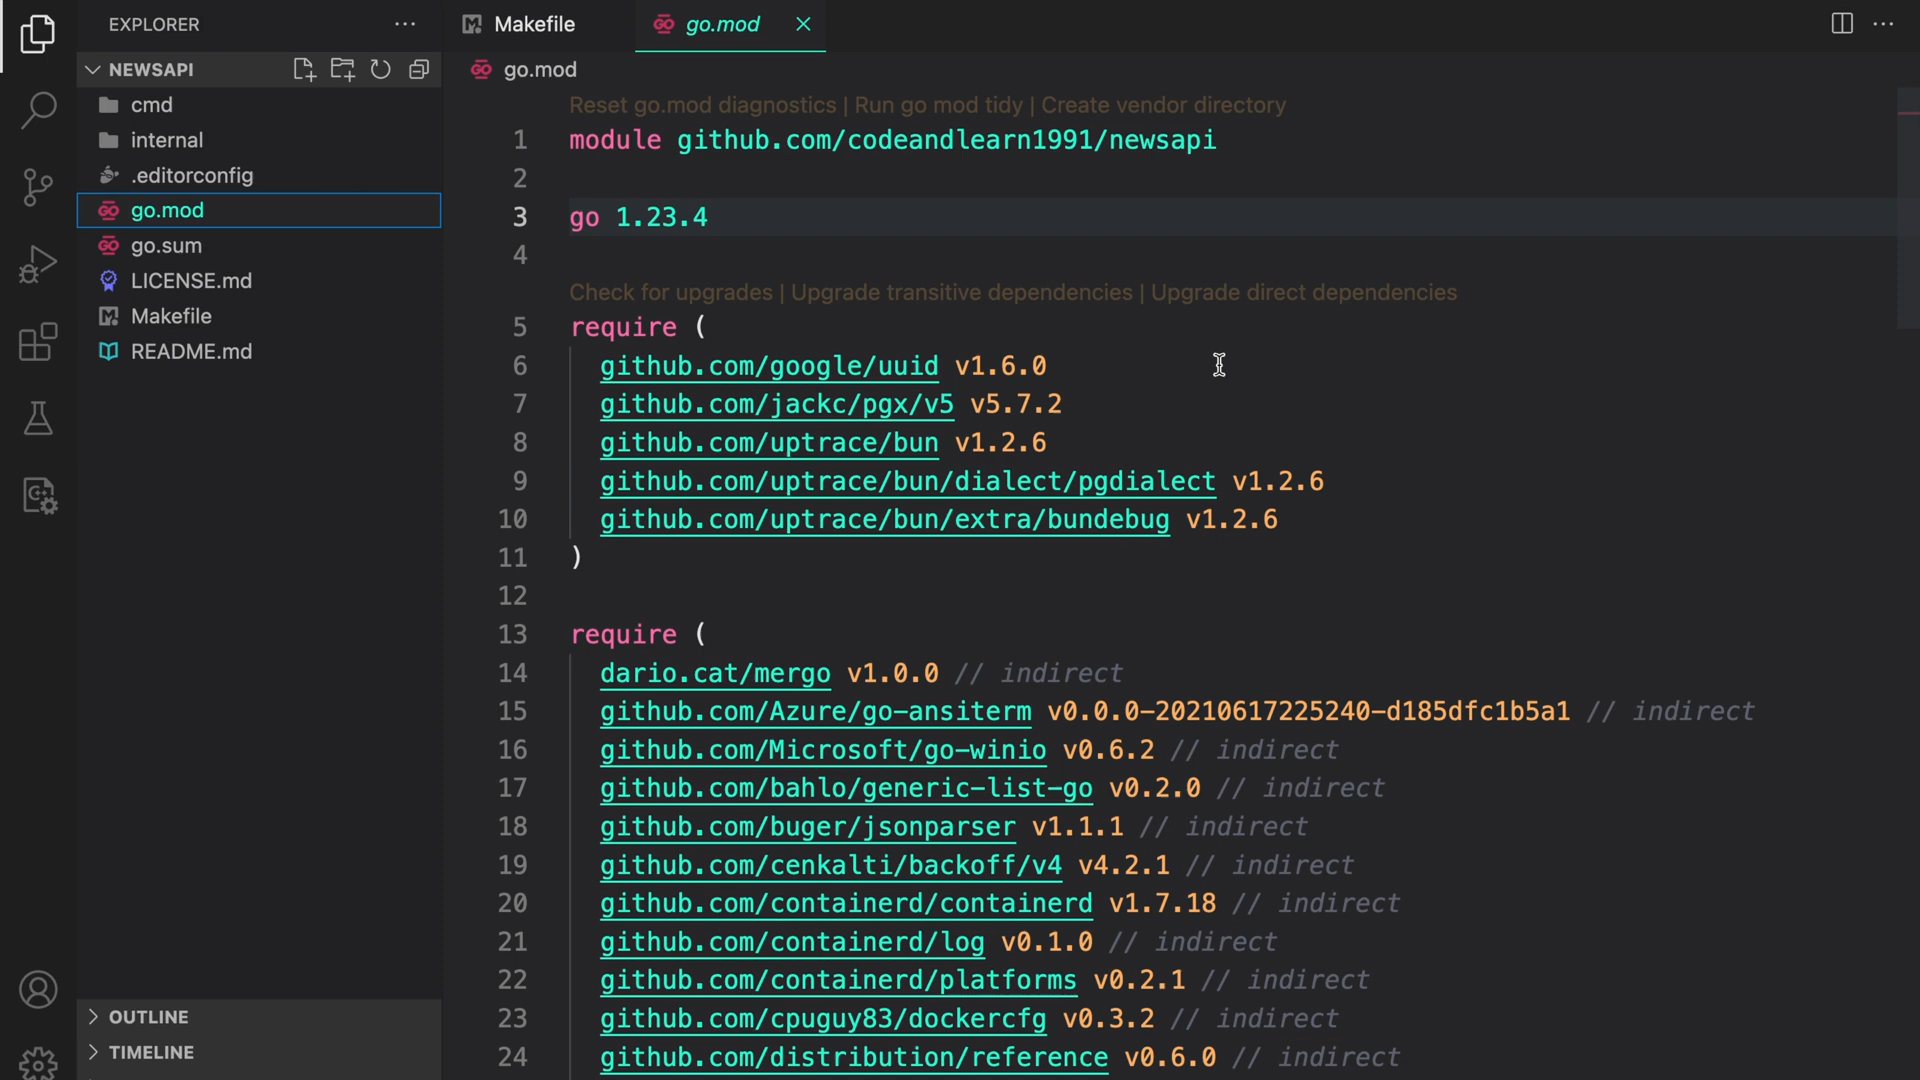 EXPLORER
NEWSAPI
cmd
internal
.editorconfig
go.mod
go.sum
LICENSE.md
Makefile
README.md
OUTLINE
TIMELINE
Makefile
go.mod
go.mod
Reset go.mod diagnostics | Run go mod tidy | Create vendor directory
1 module github.com/codeandlearn1991/newsapi
2
3 go 1.23.4
4
Check for upgrades | Upgrade transitive dependencies | Upgrade direct dependencies
5 require (
6 github.com/google/uuid v1.6.0
7 github.com/jackc/pgx/v5 v5.7.2
8 github.com/uptrace/bun v1.2.6
9 github.com/uptrace/bun/dialect/pgdialect v1.2.6
10 github.com/uptrace/bun/extra/bundebug v1.2.6
11 )
12
13 require (
14 dario.cat/mergo v1.0.0 // indirect
15 github.com/Azure/go-ansiterm v0.0.0-20210617225240-d185dfc1b5a1 // indirect
16 github.com/Microsoft/go-winio v0.6.2 // indirect
17 github.com/bahlo/generic-list-go v0.2.0 // indirect
18 github.com/buger/jsonparser v1.1.1 // indirect
19 github.com/cenkalti/backoff/v4 v4.2.1 // indirect
20 github.com/containerd/containerd v1.7.18 // indirect
21 github.com/containerd/log v0.1.0 // indirect
22 github.com/containerd/platforms v0.2.1 // indirect
23 github.com/cpuguy83/dockercfg v0.3.2 // indirect
24 github.com/distribution/reference v0.6.0 // indirect